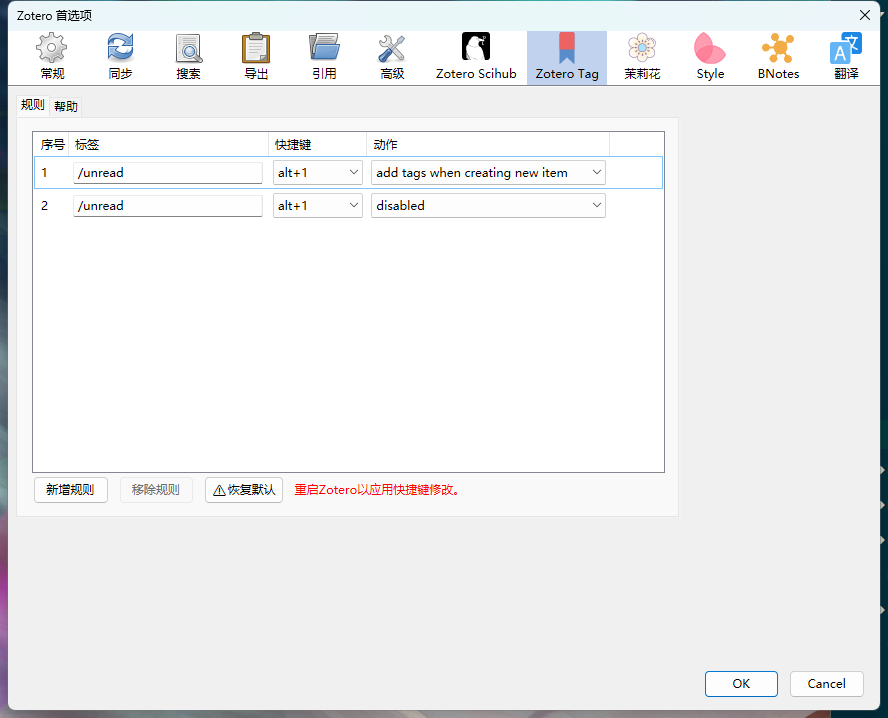 Zotero 首选项
常规 同步 搜索 导出 引用 高级 Zotero Scihub Zotero Tag 茉莉花 Style BNotes 翻译
规则 帮助
序号 标签 快捷键 动作
1 /unread alt+1 add tags when creating new item
2 /unread alt+1 disabled
新增规则 移除规则 恢复默认 重启Zotero以应用快捷键修改。
OK Cancel